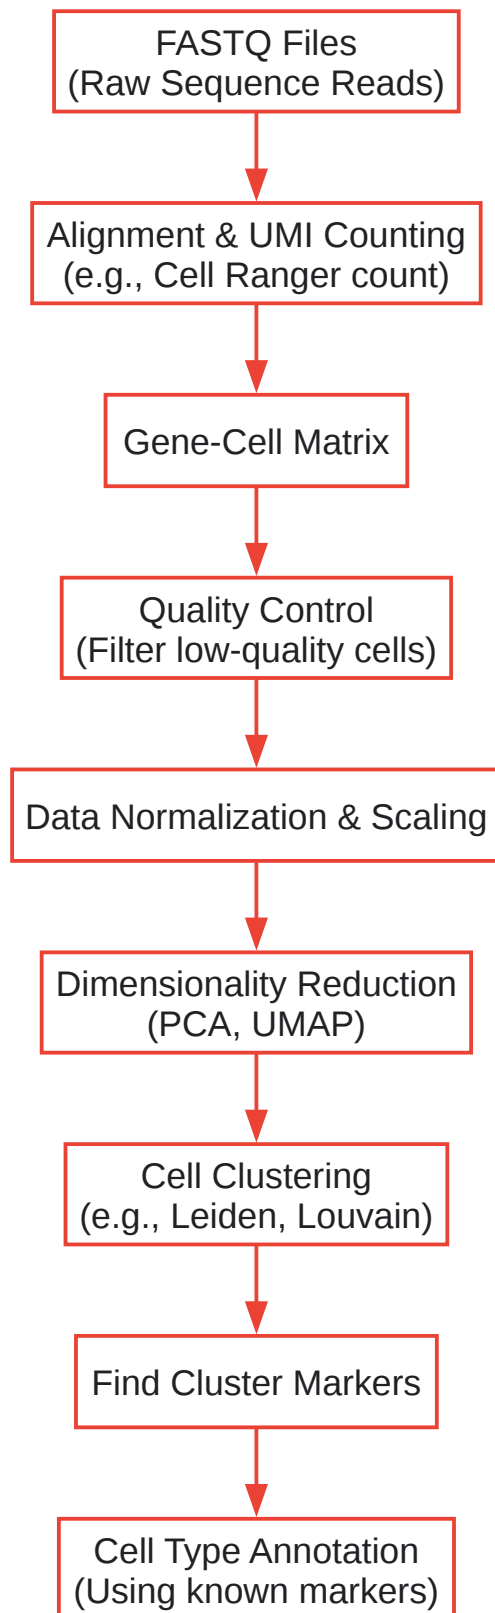 FASTQ Files
(Raw Sequence Reads)
Alignment & UMI Counting
(e.g., Cell Ranger count)
Gene-Cell Matrix
Quality Control
(Filter low-quality cells)
Data Normalization & Scaling
Dimensionality Reduction
(PCA, UMAP)
Cell Clustering
(e.g., Leiden, Louvain)
Find Cluster Markers
Cell Type Annotation
(Using known markers)